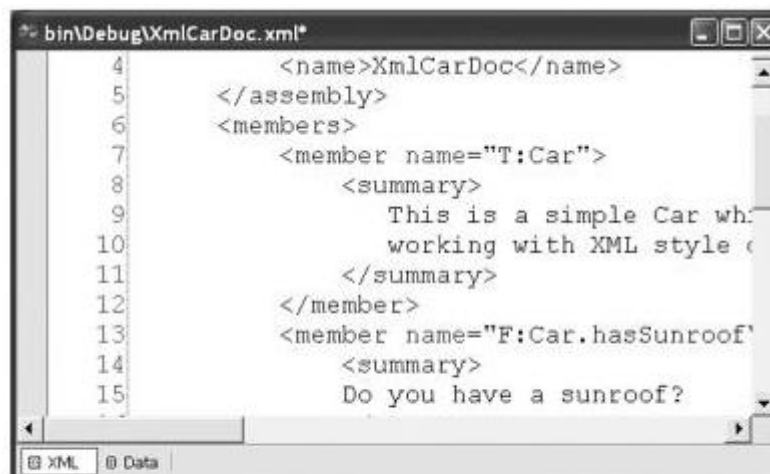 bin\Debug\XmlCarDoc.xml*
4 <name>XmlCarDoc</name>
5 </assembly>
6 <members>
7 <member name="T:Car">
8 <summary>
9 This is a simple Car
10 working with XML style
11 </summary>
12 </member>
13 <member name="F:Car.hasSunroof"
14 <summary>
15 Do you have a sunroof?
XML Data